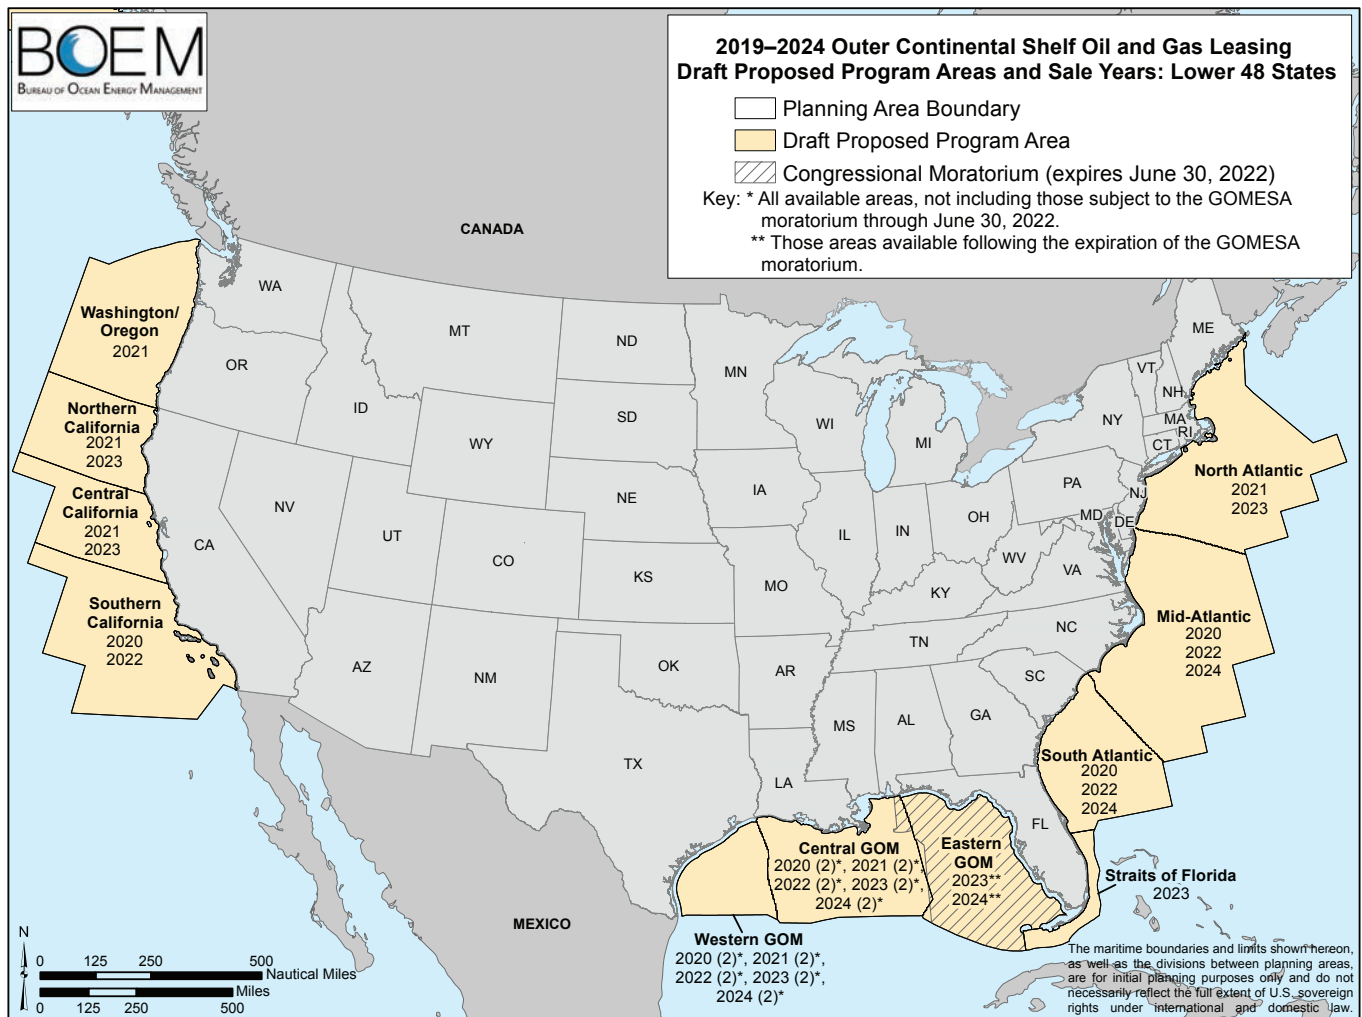 BOEM
BUREAU OF OCEAN ENERGY MANAGEMENT
2019–2024 Outer Continental Shelf Oil and Gas Leasing
Draft Proposed Program Areas and Sale Years: Lower 48 States
Planning Area Boundary
Draft Proposed Program Area
Congressional Moratorium (expires June 30, 2022)
Key: * All available areas, not including those subject to the GOMESA
moratorium through June 30, 2022.
** Those areas available following the expiration of the GOMESA
moratorium.
CANADA
WA
OR
ID
MT
ND
MN
WI
MI
NY
VT
NH
ME
MA
RI
CT
WY
SD
NE
IA
IL
IN
OH
PA
NJ
MD
DE
WV
VA
NV
UT
CO
KS
MO
KY
CA
AZ
NM
OK
AR
TN
NC
SC
MS
AL
GA
TX
LA
FL
Washington/
Oregon
2021
Northern
California
2021
2023
Central
California
2021
2023
Southern
California
2020
2022
North Atlantic
2021
2023
Mid-Atlantic
2020
2022
2024
South Atlantic
2020
2022
2024
Straits of Florida
2023
Central GOM
2020 (2)*, 2021 (2)*,
2022 (2)*, 2023 (2)*,
2024 (2)*
Eastern
GOM
2023**
2024**
Western GOM
2020 (2)*, 2021 (2)*,
2022 (2)*, 2023 (2)*,
2024 (2)*
MEXICO
N
0 125 250 500
Nautical Miles
Miles
0 125 250 500
The maritime boundaries and limits shown hereon,
as well as the divisions between planning areas,
are for initial planning purposes only and do not
necessarily reflect the full extent of U.S. sovereign
rights under international and domestic law.